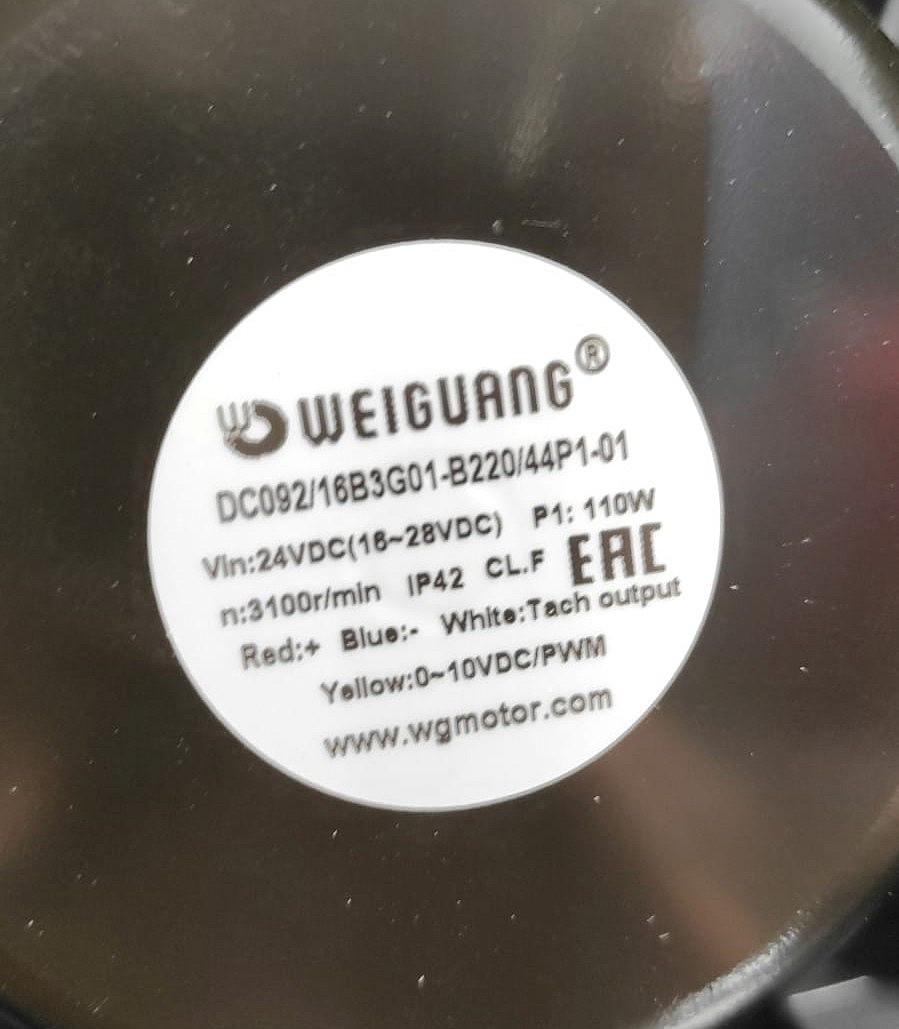 WEIGUANG®
DC092/16B3G01-B220/44P1-01
Vin:24VDC(16~28VDC) P1: 110W
n:3100r/min IP42 CL.F EAC
Red:+ Blue:- White:Tach output
Yellow:0~10VDC/PWM
www.wgmotor.com